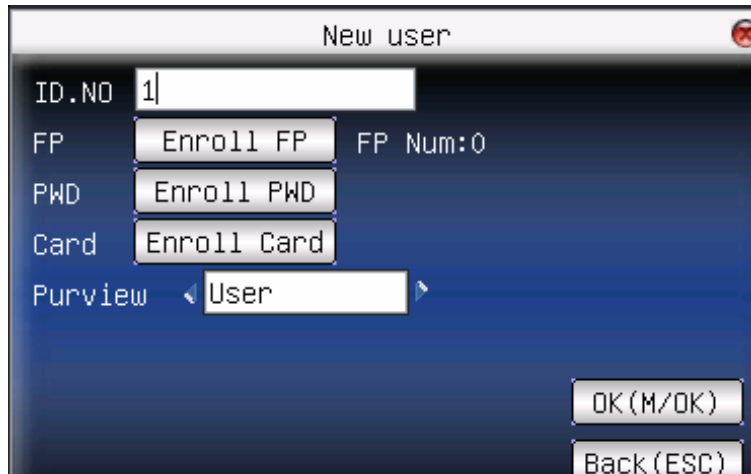 New user
ID.NO 1
FP Enroll FP FP Num:0
PWD Enroll PWD
Card Enroll Card
Purview User
OK(M/OK)
Back(ESC)